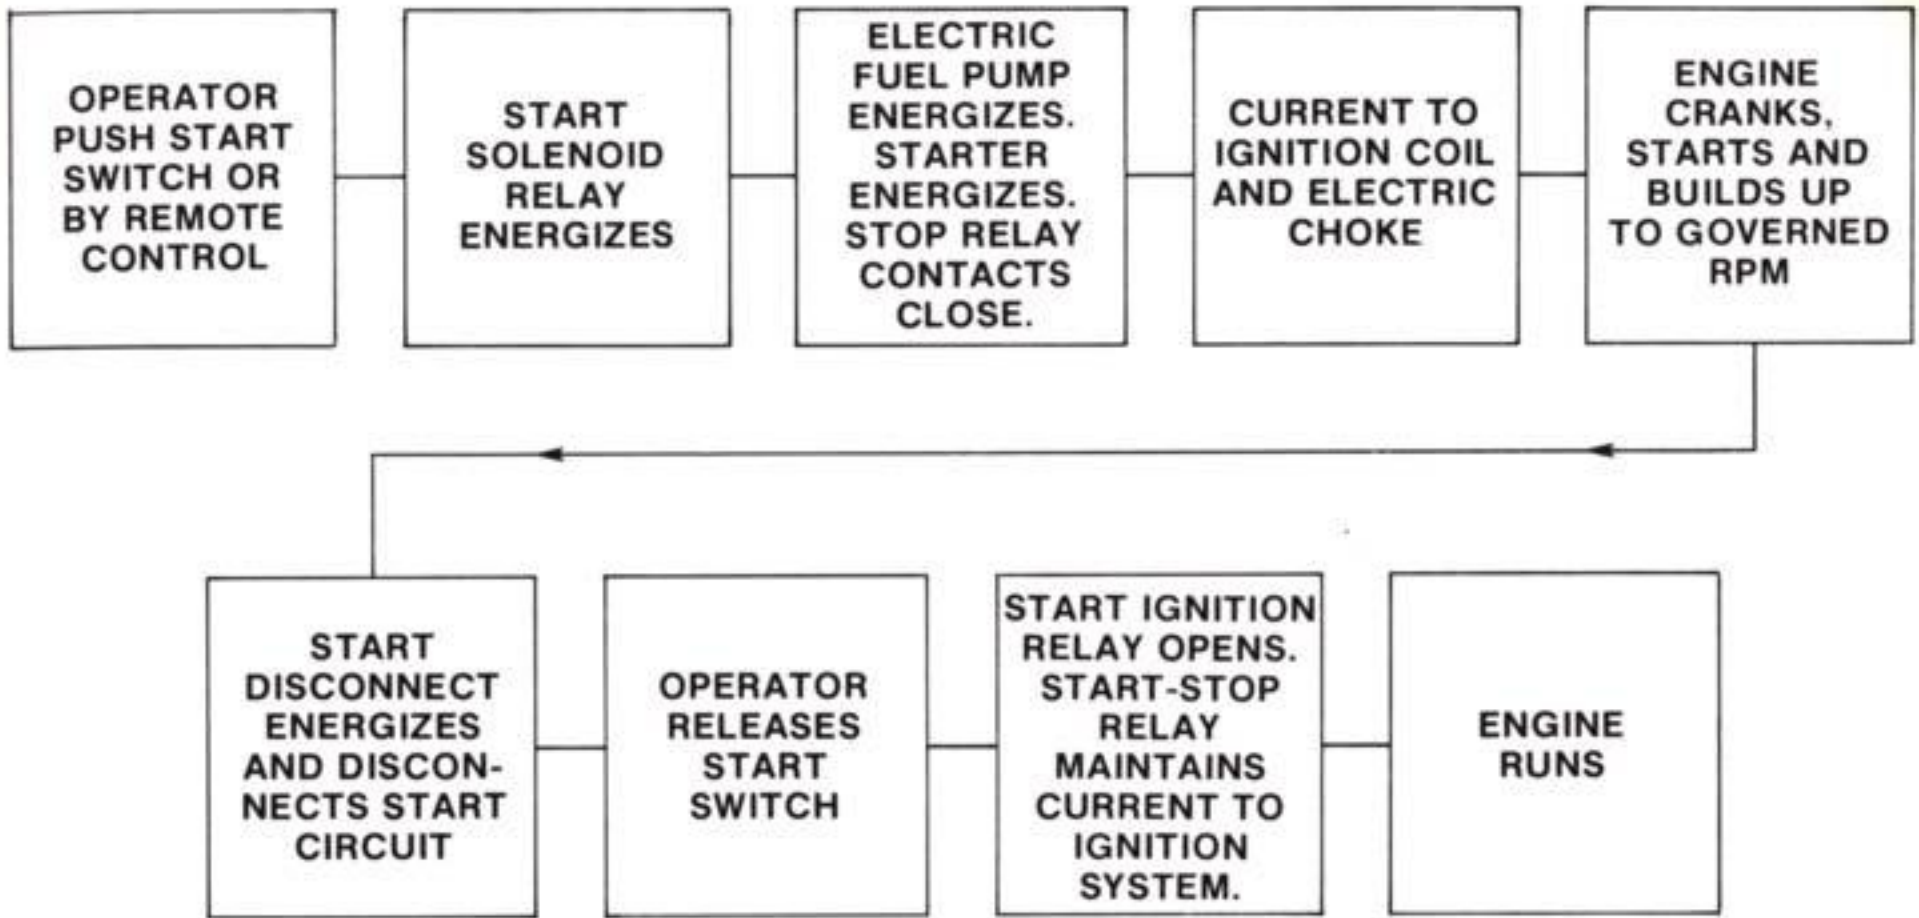 OPERATOR
PUSH START
SWITCH OR
BY REMOTE
CONTROL
START
SOLENOID
RELAY
ENERGIZES
ELECTRIC
FUEL PUMP
ENERGIZES.
STARTER
ENERGIZES.
STOP RELAY
CONTACTS
CLOSE.
CURRENT TO
IGNITION COIL
AND ELECTRIC
CHOKE
ENGINE
CRANKS,
STARTS AND
BUILDS UP
TO GOVERNED
RPM
START
DISCONNECT
ENERGIZES
AND DISCON-
NECTS START
CIRCUIT
OPERATOR
RELEASES
START
SWITCH
START IGNITION
RELAY OPENS.
START-STOP
RELAY
MAINTAINS
CURRENT TO
IGNITION
SYSTEM.
ENGINE
RUNS